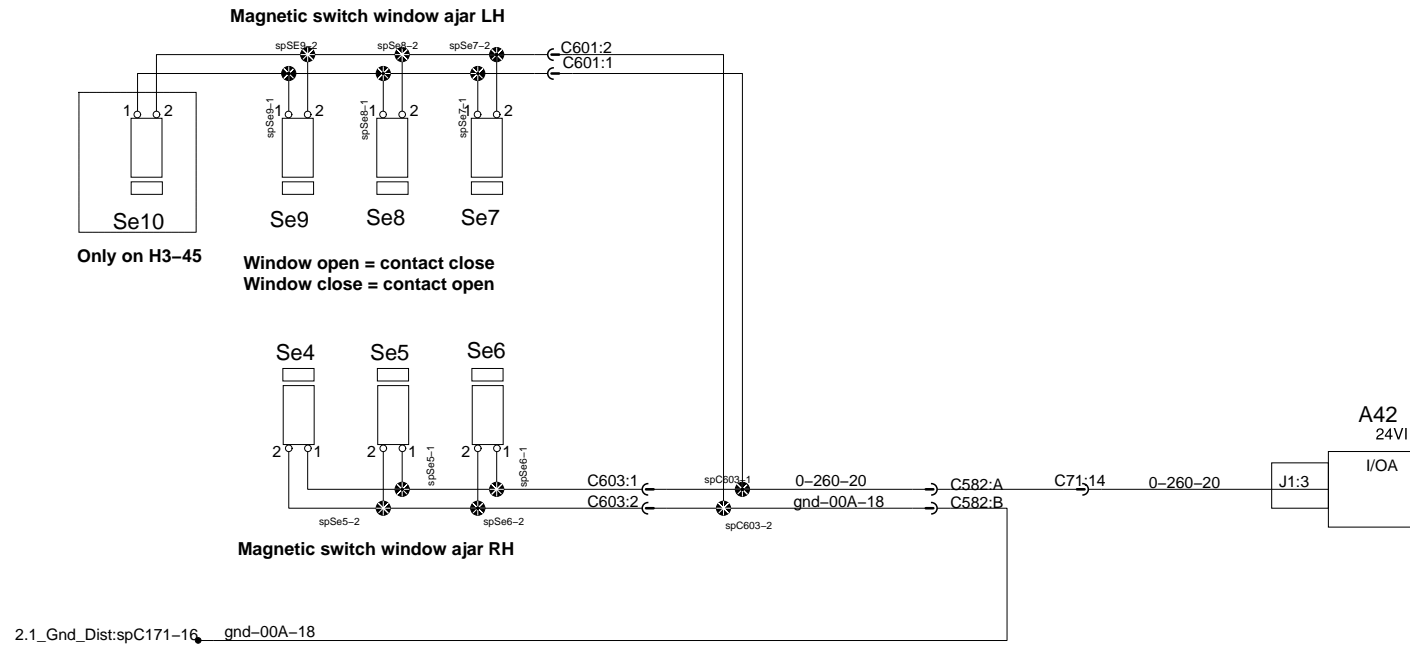 Magnetic switch window ajar LH
spSE9-2
spSe8-2
spSe7-2
C601:2
C601:1
1 2
spSe9-1
1 2
spSe8-1
1 2
spSe7-1
1 2
Se10
Se9
Se8
Se7
Only on H3-45
Window open = contact close
Window close = contact open
Se4
Se5
Se6
2 1
2 1
spSe5-1
2 1
spSe6-1
A42
24VI
I/OA
C603:1
spC603-1
0-260-20
C582:A
C71:14
0-260-20
J1:3
C603:2
gnd-00A-18
C582:B
spSe5-2
spSe6-2
spC603-2
Magnetic switch window ajar RH
2.1_Gnd_Dist:spC171-16
gnd-00A-18